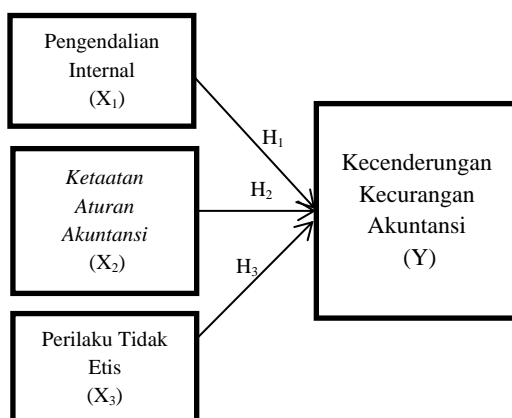 Pengendalian
Internal
(X₁)
Ketaatan
Aturan
Akuntansi
(X₂)
Perilaku Tidak
Etis
(X₃)
H₁
H₂
H₃
Kecenderungan
Kecurangan
Akuntansi
(Y)